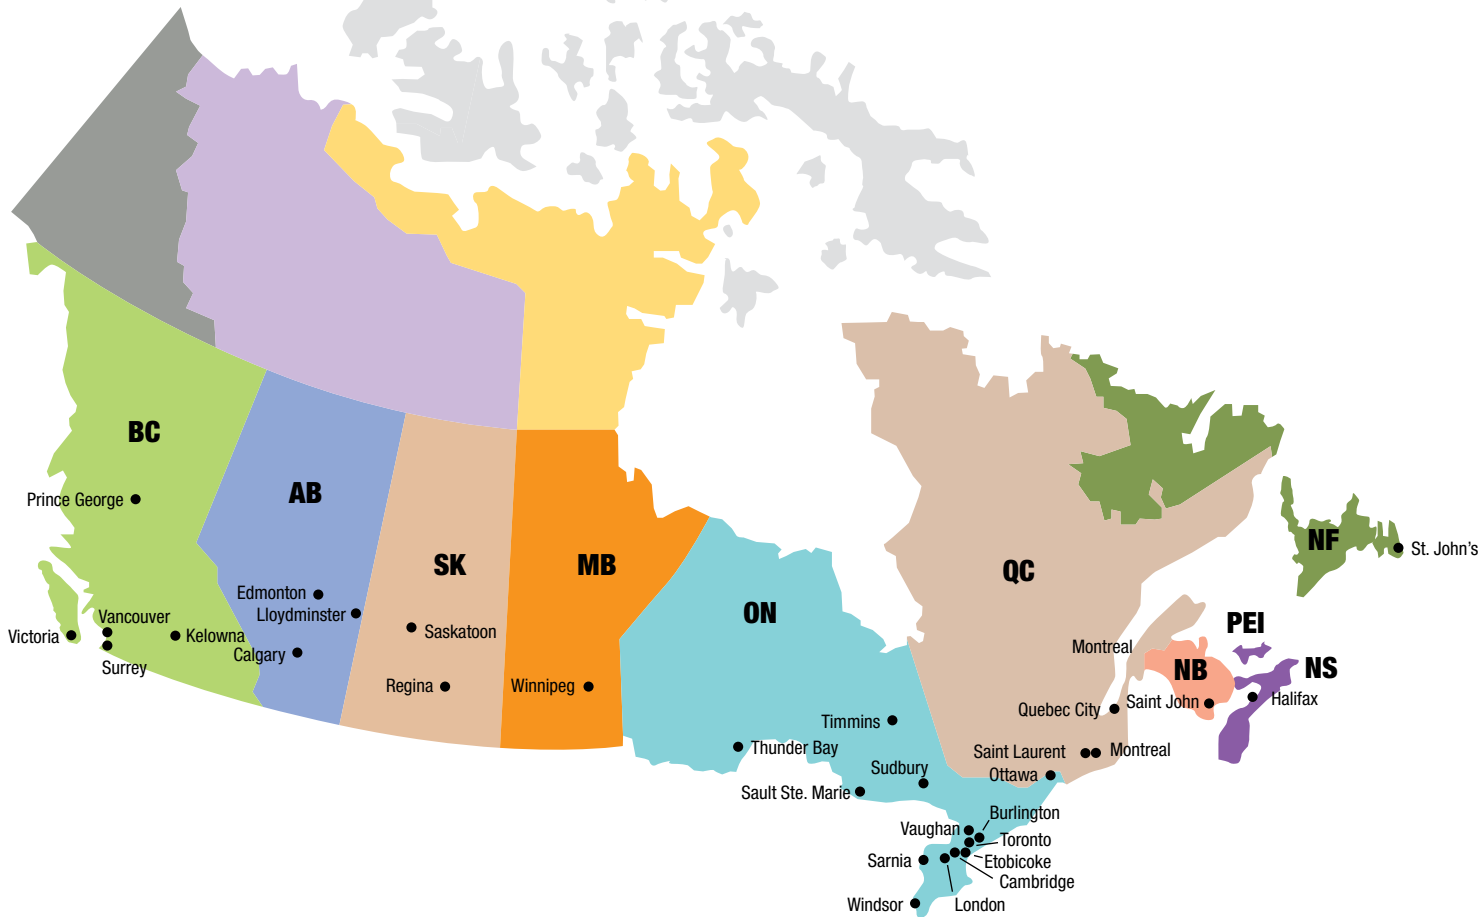 BC
Prince George
Vancouver
Victoria
Kelowna
Surrey
AB
Edmonton
Lloydminster
Calgary
SK
Saskatoon
Regina
MB
Winnipeg
ON
Timmins
Thunder Bay
Sudbury
Sault Ste. Marie
Ottawa
Burlington
Vaughan
Toronto
Etobicoke
Sarnia
Cambridge
Windsor
London
QC
Montreal
Quebec City
Saint Laurent
Montreal
NB
Saint John
PEI
NS
Halifax
NF
St. John's